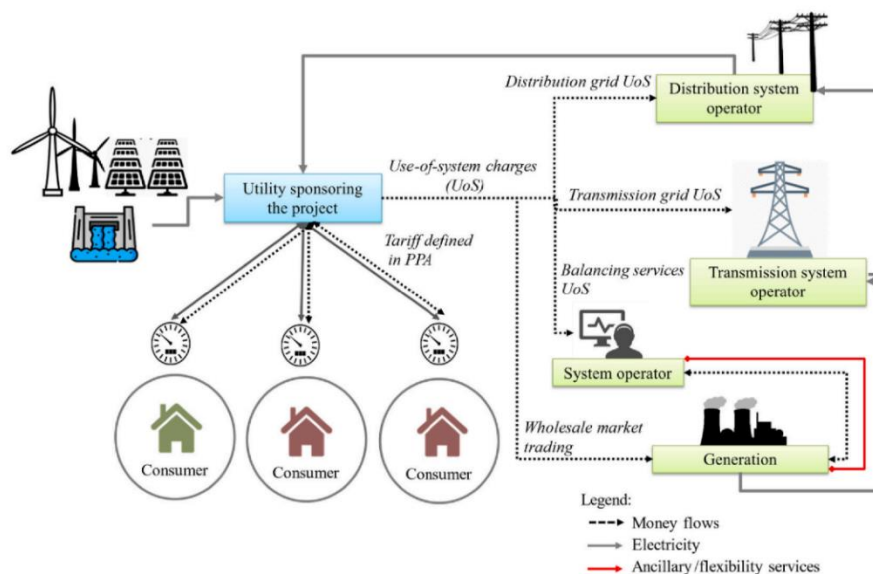 Distribution grid UoS
Distribution system
operator
Use-of-system charges
(UoS)
Utility sponsoring
the project
Transmission grid UoS
Tariff defined
in PPA
Balancing services
UoS
Transmission system
operator
System operator
Consumer
Consumer
Consumer
Wholesale market
trading
Generation
Legend:
Money flows
Electricity
Ancillary/flexibility services